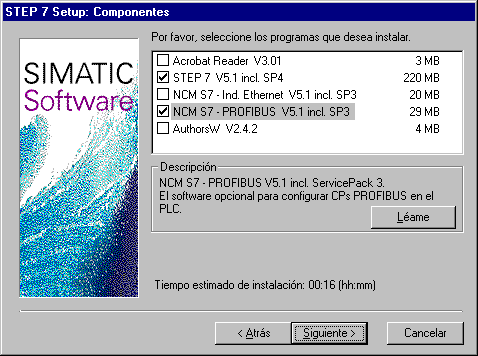 STEP 7 Setup: Componentes
Por favor, seleccione los programas que desea instalar.
SIMATIC
Software
Acrobat Reader V3.01 3 MB
STEP 7 V5.1 incl. SP4 220 MB
NCM S7 - Ind. Ethernet V5.1 incl. SP3 20 MB
NCM S7 - PROFIBUS V5.1 incl. SP3 29 MB
AuthorsW V2.4.2 4 MB
Descripción
NCM S7 - PROFIBUS V5.1 incl. ServicePack 3.
El software opcional para configurar CPs PROFIBUS en el
PLC.
Léame
Tiempo estimado de instalación: 00:16 (hh:mm)
< Atrás Siguiente > Cancelar